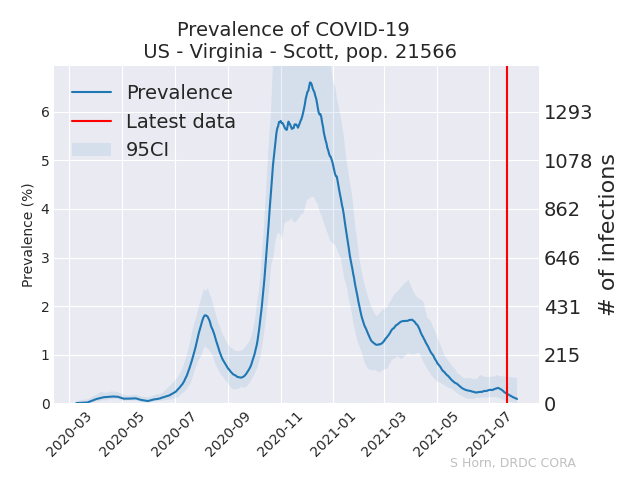 Prevalence of COVID-19
US - Virginia - Scott, pop. 21566
Prevalence
Latest data
95CI
Prevalence (%)
6
5
4
3
2
1
0
1293
1078
862
646
431
215
0
# of infections
2020-03
2020-05
2020-07
2020-09
2020-11
2021-01
2021-03
2021-05
2021-07
S Horn, DRDC CORA